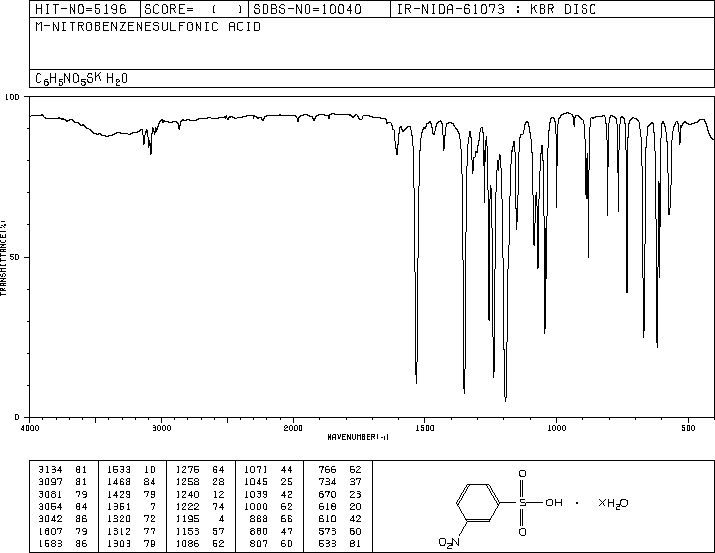 HIT-NO=5196 SCORE= ( ) SDBS-NO=10040 IR-NIDA-61073 : KBR DISC
M-NITROBENZENESULFONIC ACID
C6H5NO5S·X H2O
100
50
0
TRANSMITTANCE(%)
4000 3000 2000 1500 1000 500
WAVENUMBER(-1)
3134 81 1533 10 1276 64 1071 44 766 62
3097 81 1468 84 1258 28 1045 25 734 37
3081 79 1429 79 1240 12 1039 42 670 23
3064 84 1351 7 1222 74 1000 62 618 20
3042 86 1320 72 1195 4 888 66 610 42
1607 79 1312 77 1153 57 880 47 573 60
1583 86 1303 79 1086 52 807 60 533 81
O
S OH · XH2O
O
O2N